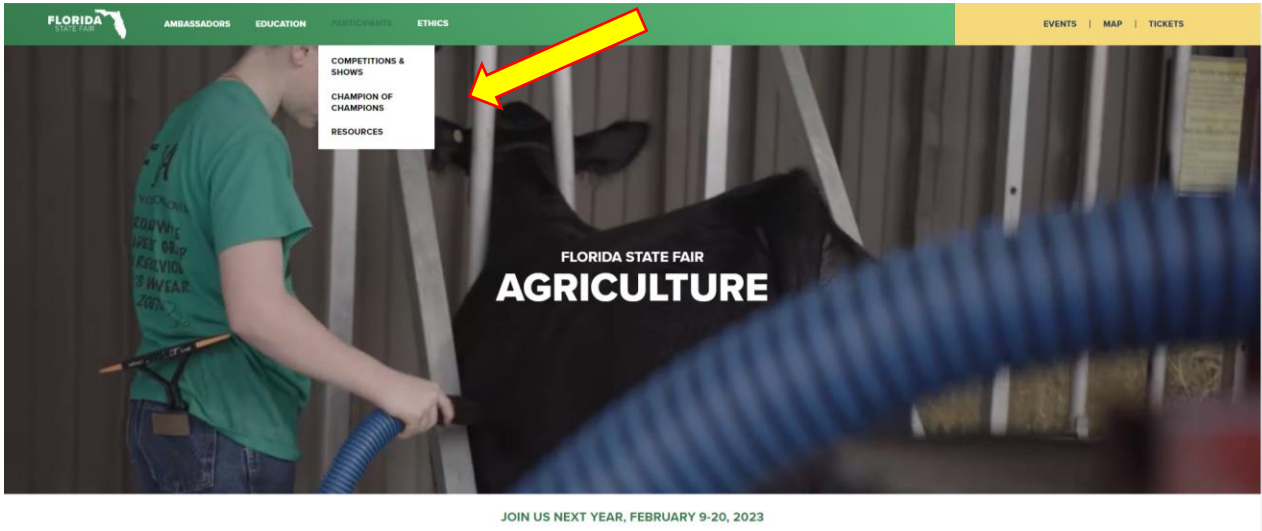 FLORIDA
STATE FAIR
AMBASSADORS EDUCATION PARTICIPANTS ETHICS
EVENTS | MAP | TICKETS
COMPETITIONS &
SHOWS
CHAMPION OF
CHAMPIONS
RESOURCES
FLORIDA STATE FAIR
AGRICULTURE
JOIN US NEXT YEAR, FEBRUARY 9-20, 2023